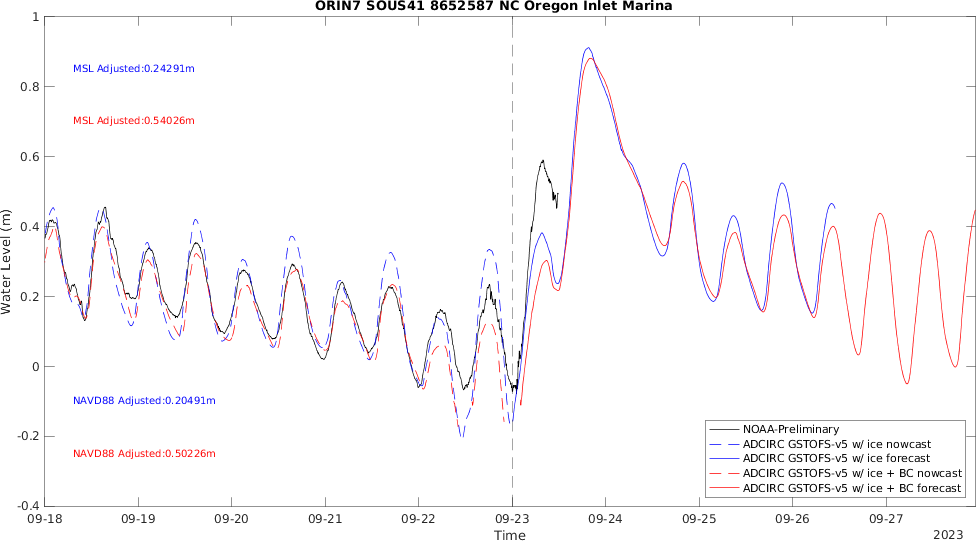 ORIN7 SOUS41 8652587 NC Oregon Inlet Marina
1
0.8
0.6
0.4
0.2
0
-0.2
-0.4
Water Level (m)
MSL Adjusted:0.24291m
MSL Adjusted:0.54026m
NAVD88 Adjusted:0.20491m
NAVD88 Adjusted:0.50226m
NOAA-Preliminary
ADCIRC GSTOFS-v5 w/ ice nowcast
ADCIRC GSTOFS-v5 w/ ice forecast
ADCIRC GSTOFS-v5 w/ ice + BC nowcast
ADCIRC GSTOFS-v5 w/ ice + BC forecast
09-18 09-19 09-20 09-21 09-22 09-23 09-24 09-25 09-26 09-27
Time
2023